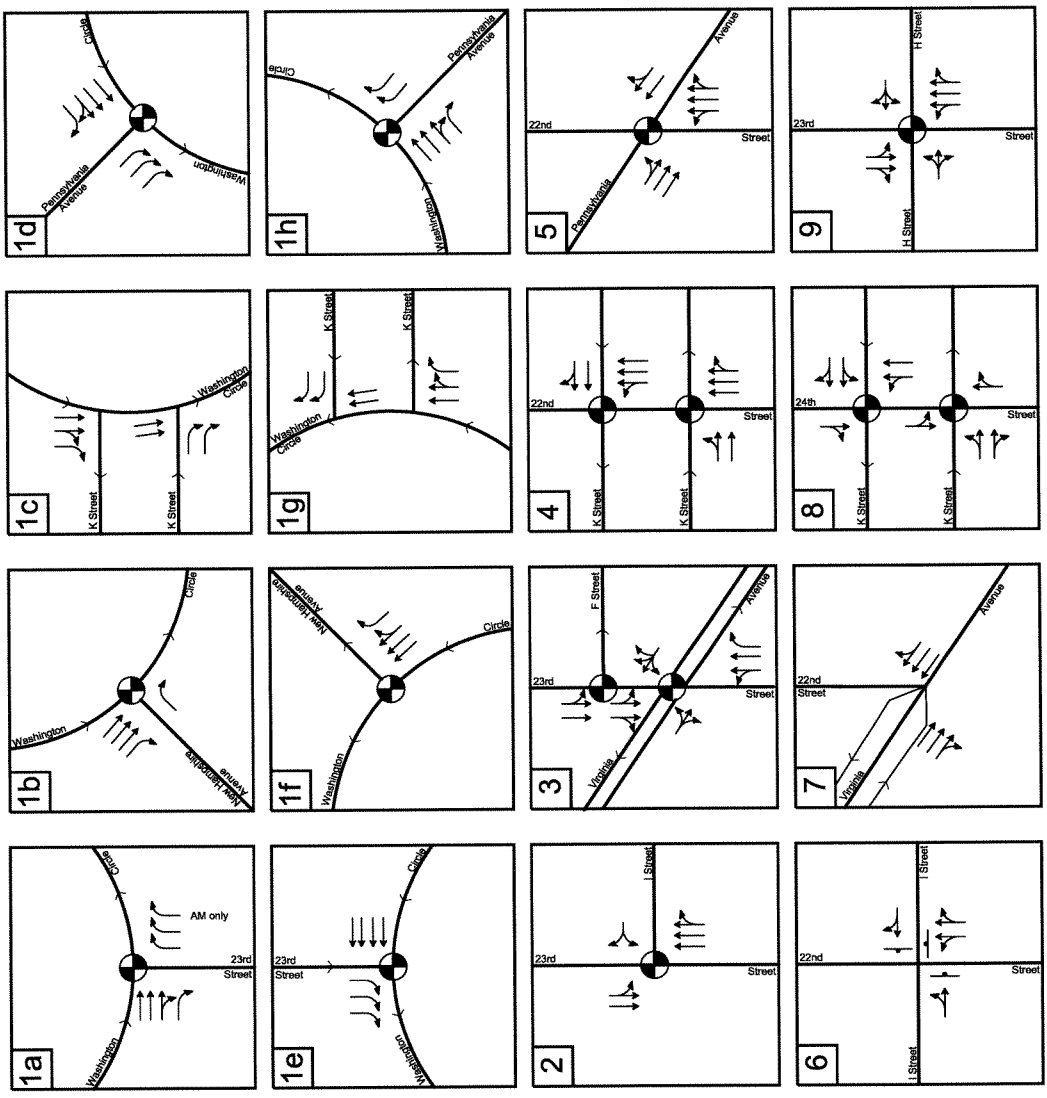 1d
Circle
Pennsylvania
Avenue
Washington
1h
Circle
Pennsylvania
Avenue
Washington
5
Avenue
22nd
Street
Pennsylvania
9
H Street
23rd
Street
H Street
1c
K Street
K Street
Washington
Circle
1g
K Street
K Street
Washington
Circle
4
22nd
Street
K Street
K Street
8
24th
Street
K Street
K Street
1b
Washington
Circle
New Hampshire
Avenue
1f
New Hampshire
Avenue
Circle
Washington
3
F Street
23rd
Street
Virginia
Avenue
7
22nd
Street
Virginia
Avenue
1a
Circle
AM only
Washington
23rd
Street
1e
Circle
23rd
Street
Washington
2
I Street
23rd
Street
6
22nd
Street
I Street
I Street